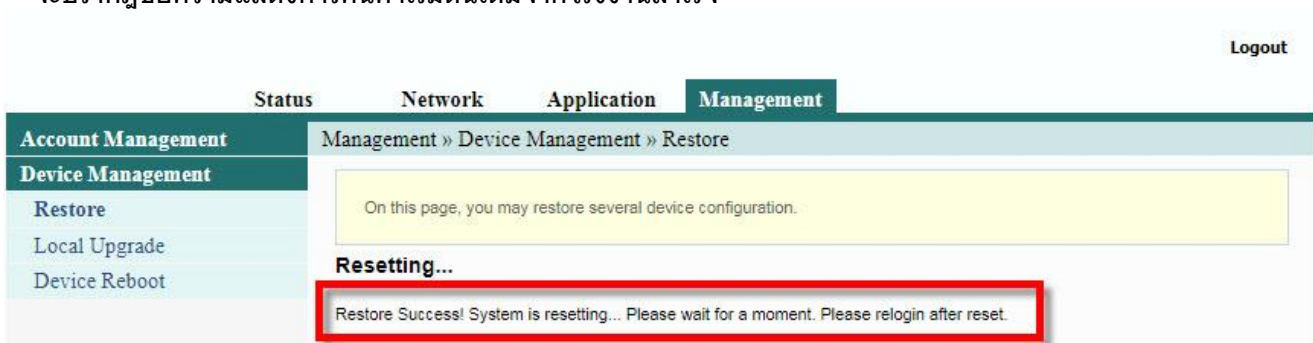 Logout
Status Network Application Management
Account Management
Management » Device Management » Restore
Device Management
Restore
On this page, you may restore several device configuration.
Local Upgrade
Device Reboot
Resetting...
Restore Success! System is resetting... Please wait for a moment. Please relogin after reset.